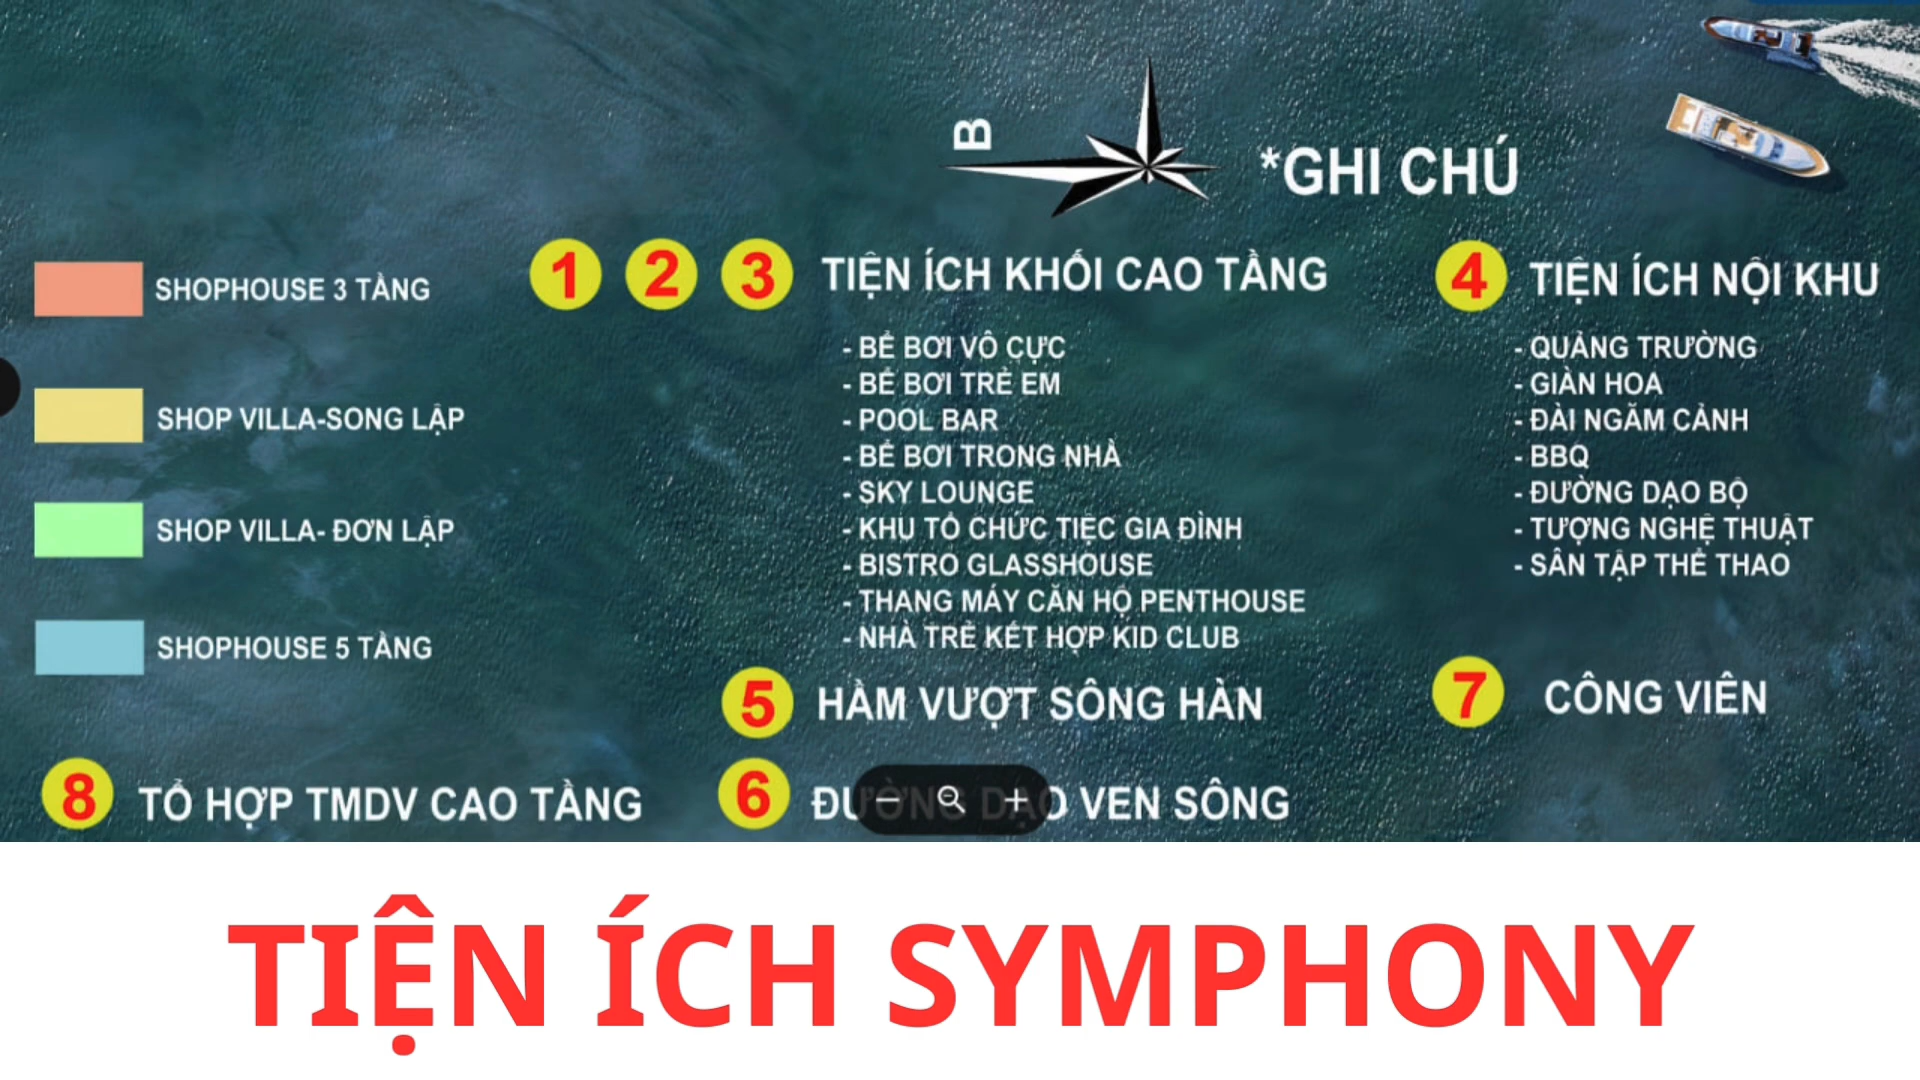 B
*GHI CHÚ
SHOPHOUSE 3 TẦNG
SHOP VILLA-SONG LẬP
SHOP VILLA- ĐƠN LẬP
SHOPHOUSE 5 TẦNG
1 2 3 TIỆN ÍCH KHỐI CAO TẦNG
- BỂ BƠI VÔ CỰC
- BỂ BƠI TRẺ EM
- POOL BAR
- BỂ BƠI TRONG NHÀ
- SKY LOUNGE
- KHU TỔ CHỨC TIỆC GIA ĐÌNH
- BISTRO GLASSHOUSE
- THANG MÁY CĂN HỘ PENTHOUSE
- NHÀ TRẺ KẾT HỢP KID CLUB
4 TIỆN ÍCH NỘI KHU
- QUẢNG TRƯỜNG
- GIÀN HOA
- ĐÀI NGẮM CẢNH
- BBQ
- ĐƯỜNG DẠO BỘ
- TƯỢNG NGHỆ THUẬT
- SÂN TẬP THỂ THAO
5 HẦM VƯỢT SÔNG HÀN
6 ĐƯỜNG DẠO VEN SÔNG
7 CÔNG VIÊN
8 TỔ HỢP TMDV CAO TẦNG
TIỆN ÍCH SYMPHONY